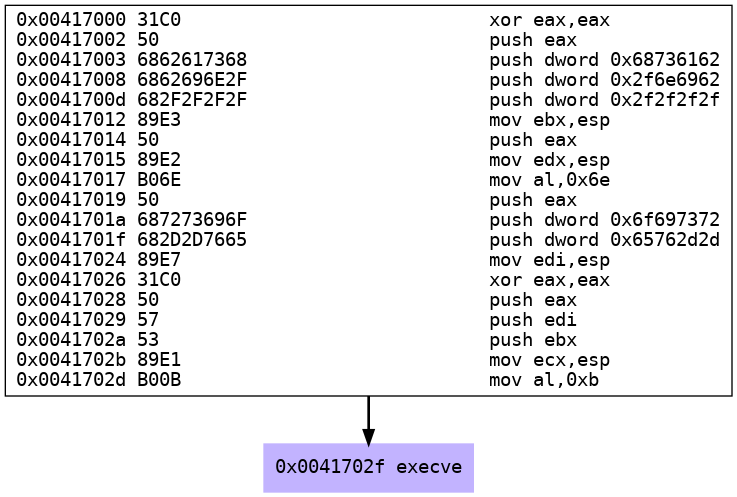 0x00417000 31C0 xor eax,eax
0x00417002 50 push eax
0x00417003 6862617368 push dword 0x68736162
0x00417008 6862696E2F push dword 0x2f6e6962
0x0041700d 682F2F2F2F push dword 0x2f2f2f2f
0x00417012 89E3 mov ebx,esp
0x00417014 50 push eax
0x00417015 89E2 mov edx,esp
0x00417017 B06E mov al,0x6e
0x00417019 50 push eax
0x0041701a 687273696F push dword 0x6f697372
0x0041701f 682D2D7665 push dword 0x65762d2d
0x00417024 89E7 mov edi,esp
0x00417026 31C0 xor eax,eax
0x00417028 50 push eax
0x00417029 57 push edi
0x0041702a 53 push ebx
0x0041702b 89E1 mov ecx,esp
0x0041702d B00B mov al,0xb
0x0041702f execve